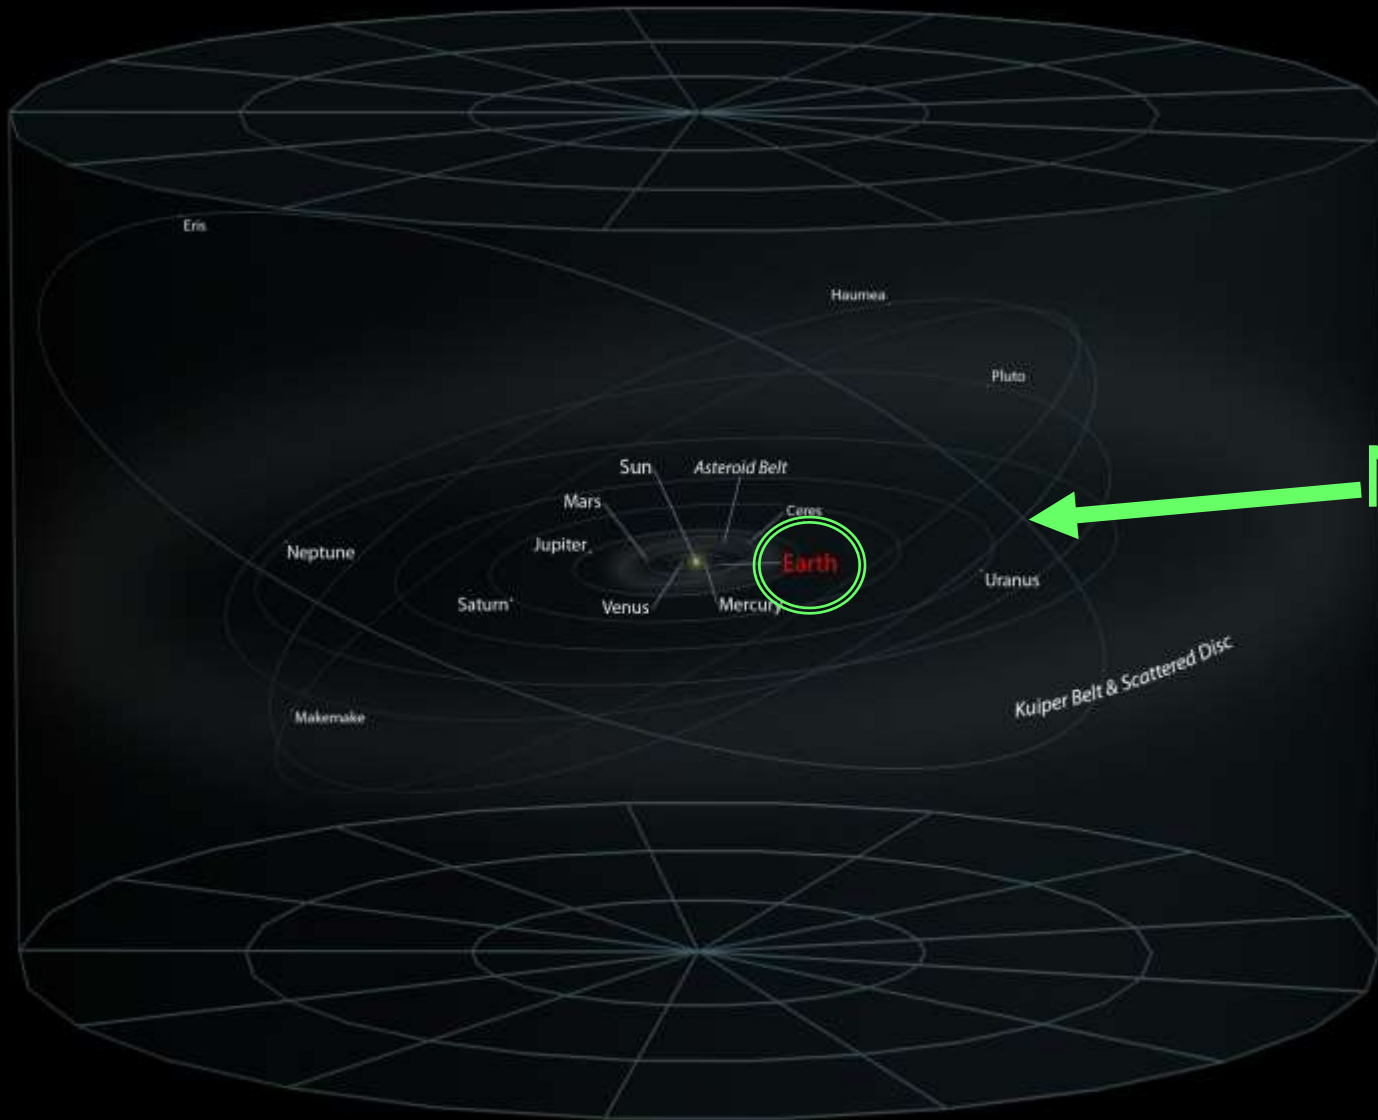 Eris
Haumea
Pluto
Sun
Asteroid Belt
Mars
Ceres
Jupiter
Neptune
Earth
Uranus
Saturn
Venus
Mercury
Kuiper Belt & Scattered Disc
Makemake